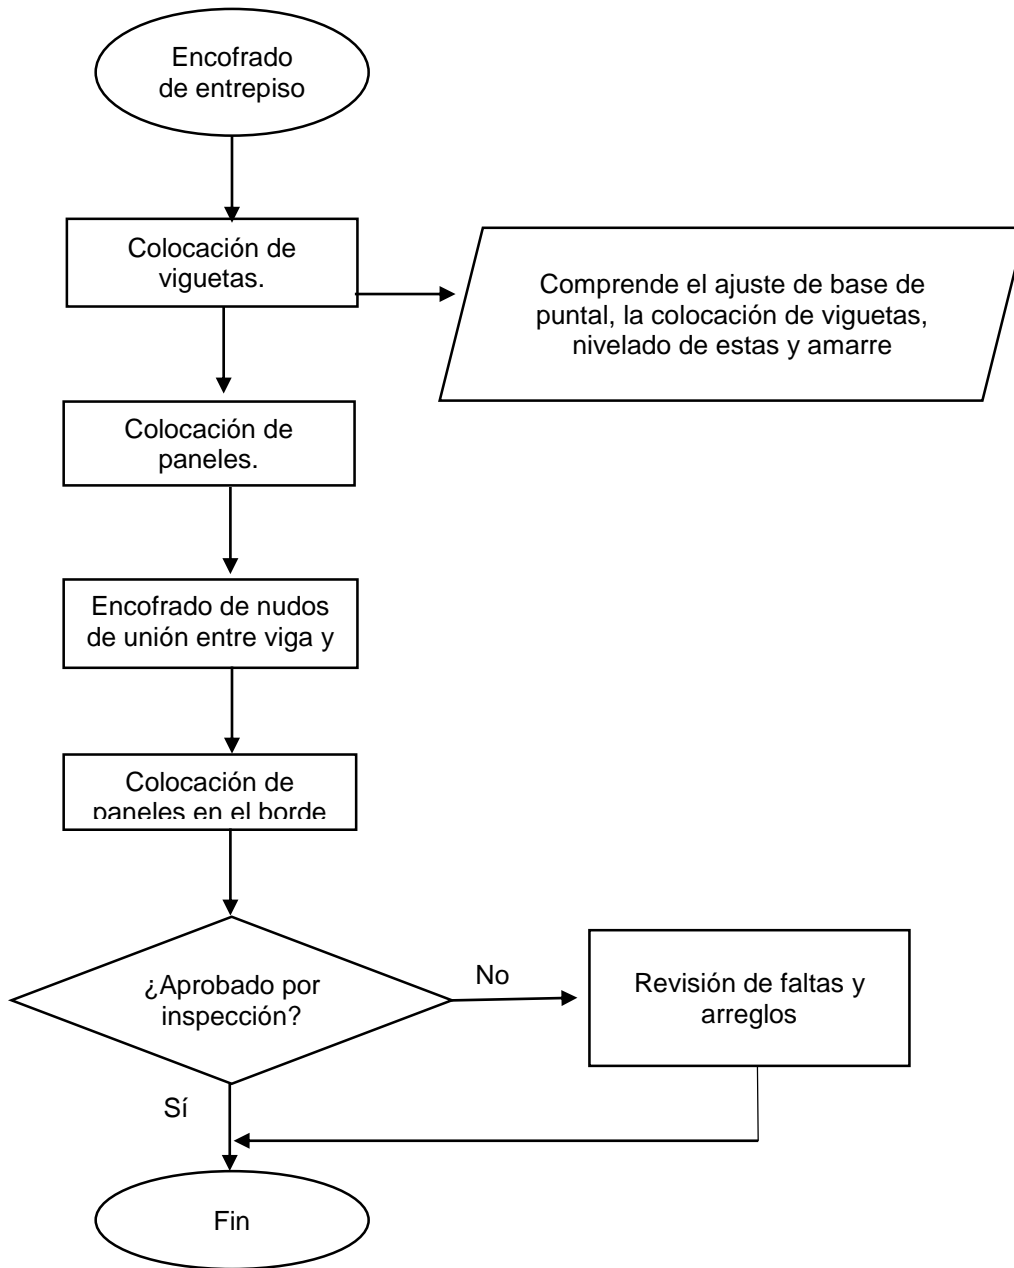 Encofrado
de entrepiso
Colocación de
viguetas.
Comprende el ajuste de base de
puntal, la colocación de viguetas,
nivelado de estas y amarre
Colocación de
paneles.
Encofrado de nudos
de unión entre viga y
Colocación de
paneles en el borde
¿Aprobado por
inspección?
No
Revisión de faltas y
arreglos
Sí
Fin